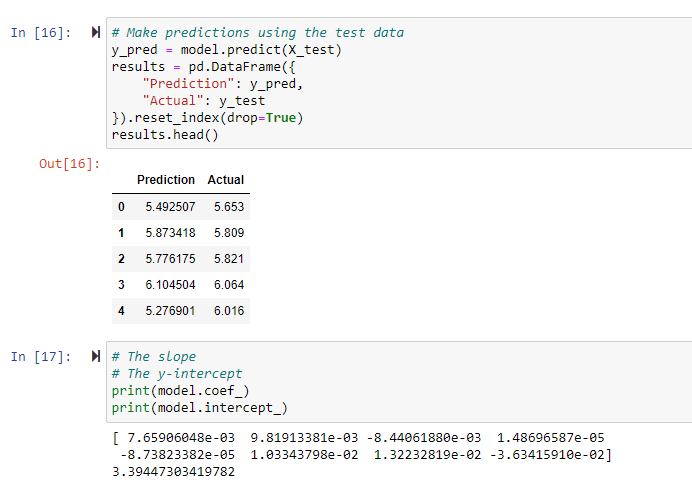 In [16]: # Make predictions using the test data
y_pred = model.predict(X_test)
results = pd.DataFrame({
"Prediction": y_pred,
"Actual": y_test
}).reset_index(drop=True)
results.head()
Out[16]:
Prediction Actual
0 5.492507 5.653
1 5.873418 5.809
2 5.776175 5.821
3 6.104504 6.064
4 5.276901 6.016
In [17]: # The slope
# The y-intercept
print(model.coef_)
print(model.intercept_)
[ 7.65906048e-03 9.81913381e-03 -8.44061880e-03 1.48696587e-05
-8.73823382e-05 1.03343798e-02 1.32232819e-02 -3.63415910e-02]
3.39447303419782